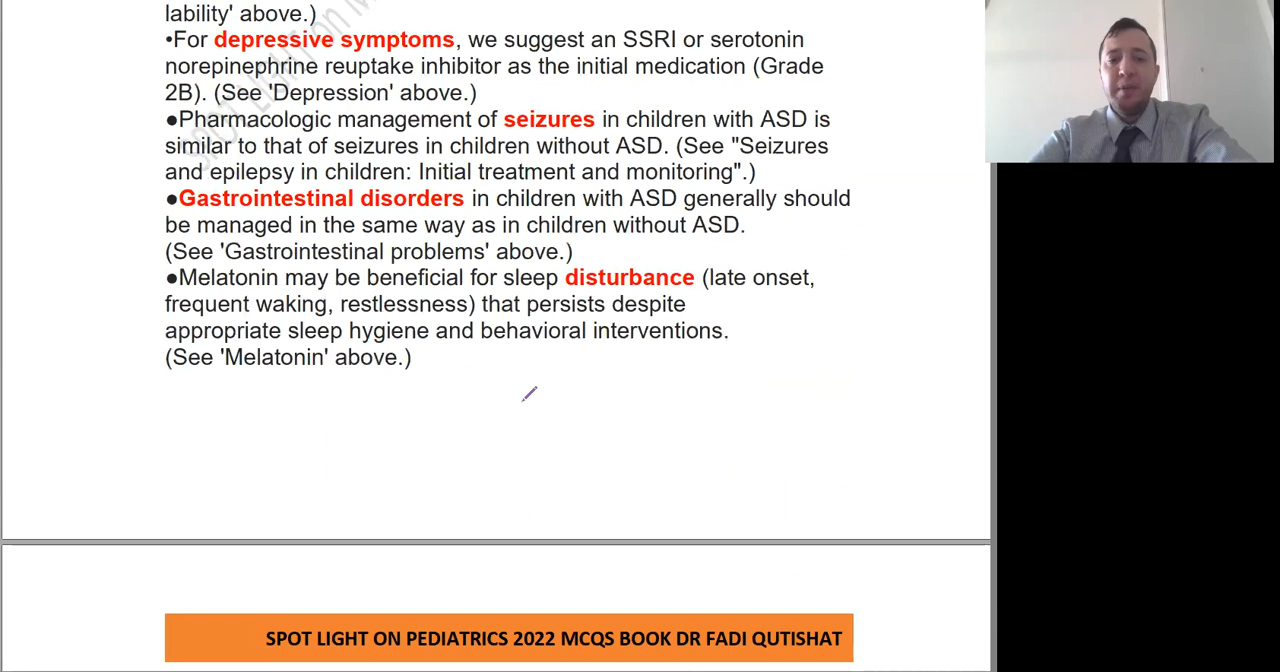 lability' above.)
•For depressive symptoms, we suggest an SSRI or serotonin
norepinephrine reuptake inhibitor as the initial medication (Grade
2B). (See 'Depression' above.)
●Pharmacologic management of seizures in children with ASD is
similar to that of seizures in children without ASD. (See "Seizures
and epilepsy in children: Initial treatment and monitoring".)
●Gastrointestinal disorders in children with ASD generally should
be managed in the same way as in children without ASD.
(See 'Gastrointestinal problems' above.)
●Melatonin may be beneficial for sleep disturbance (late onset,
frequent waking, restlessness) that persists despite
appropriate sleep hygiene and behavioral interventions.
(See 'Melatonin' above.)
SPOT LIGHT ON PEDIATRICS 2022 MCQS BOOK DR FADI QUTISHAT